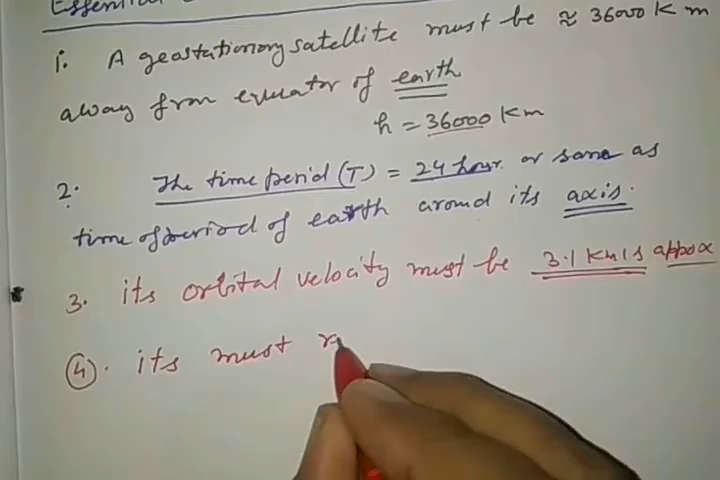 Essential
1. A geostationary satellite must be ≈ 36000 K m
away from equator of earth
h = 36000 Km
2. The time period (T) = 24 hour or same as
time of period of earth around its axis.
3. its orbital velocity must be 3.1 Km/s appox
(4). its must r